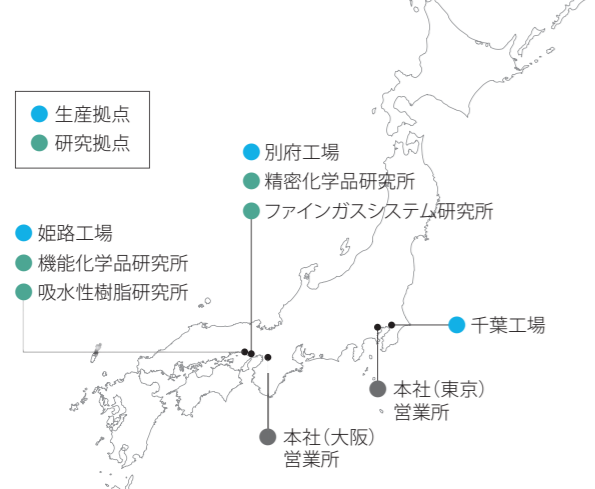 生産拠点
研究拠点
別府工場
精密化学品研究所
ファインガスシステム研究所
姫路工場
機能化学品研究所
吸水性樹脂研究所
千葉工場
本社（東京）
営業所
本社（大阪）
営業所